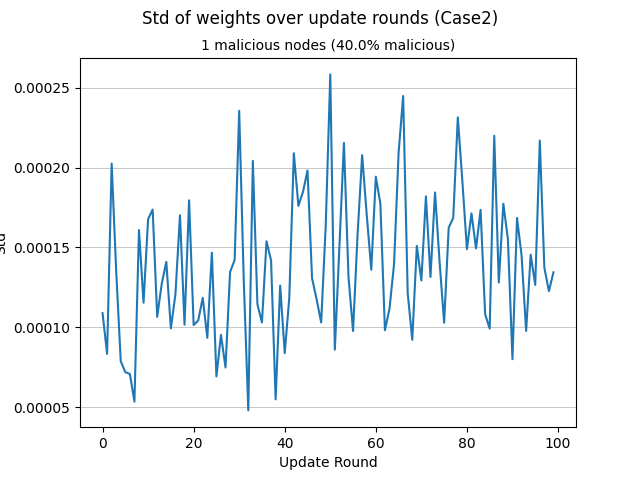 Std of weights over update rounds (Case2)
1 malicious nodes (40.0% malicious)
0.00025
0.00020
0.00015
0.00010
0.00005
Std
0
20
40
60
80
100
Update Round